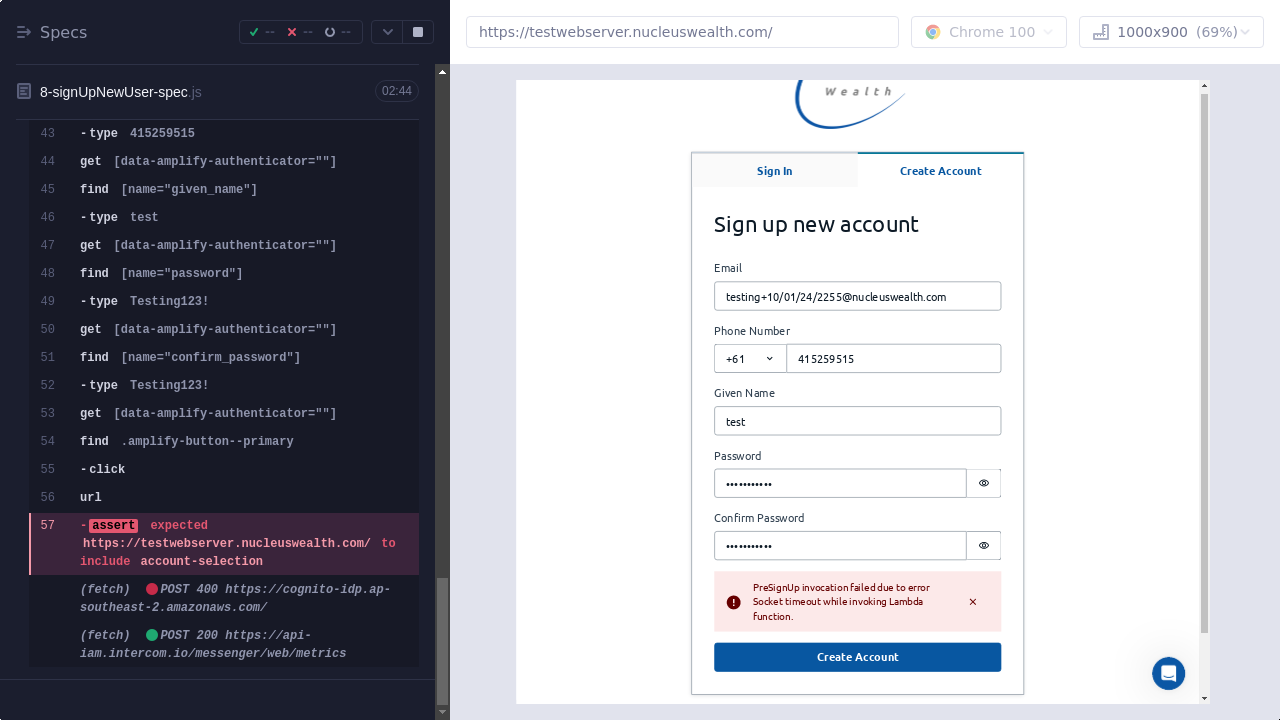 Specs
--
--
--
https://testwebserver.nucleuswealth.com/
Chrome 100
1000x900 (69%)
8-signUpNewUser-spec.js
02:44
43 -type 415259515
44 get [data-amplify-authenticator=""]
45 find [name="given_name"]
46 -type test
47 get [data-amplify-authenticator=""]
48 find [name="password"]
49 -type Testing123!
50 get [data-amplify-authenticator=""]
51 find [name="confirm_password"]
52 -type Testing123!
53 get [data-amplify-authenticator=""]
54 find .amplify-button--primary
55 -click
56 url
57 -assert expected
https://testwebserver.nucleuswealth.com/ to
include account-selection
(fetch) POST 400 https://cognito-idp.ap-
southeast-2.amazonaws.com/
(fetch) POST 200 https://api-
iam.intercom.io/messenger/web/metrics
Wealth
Sign In
Create Account
Sign up new account
Email
testing+10/01/24/2255@nucleuswealth.com
Phone Number
+61
415259515
Given Name
test
Password
•••••••••••
Confirm Password
•••••••••••
PreSignUp invocation failed due to error
Socket timeout while invoking Lambda
function.
Create Account